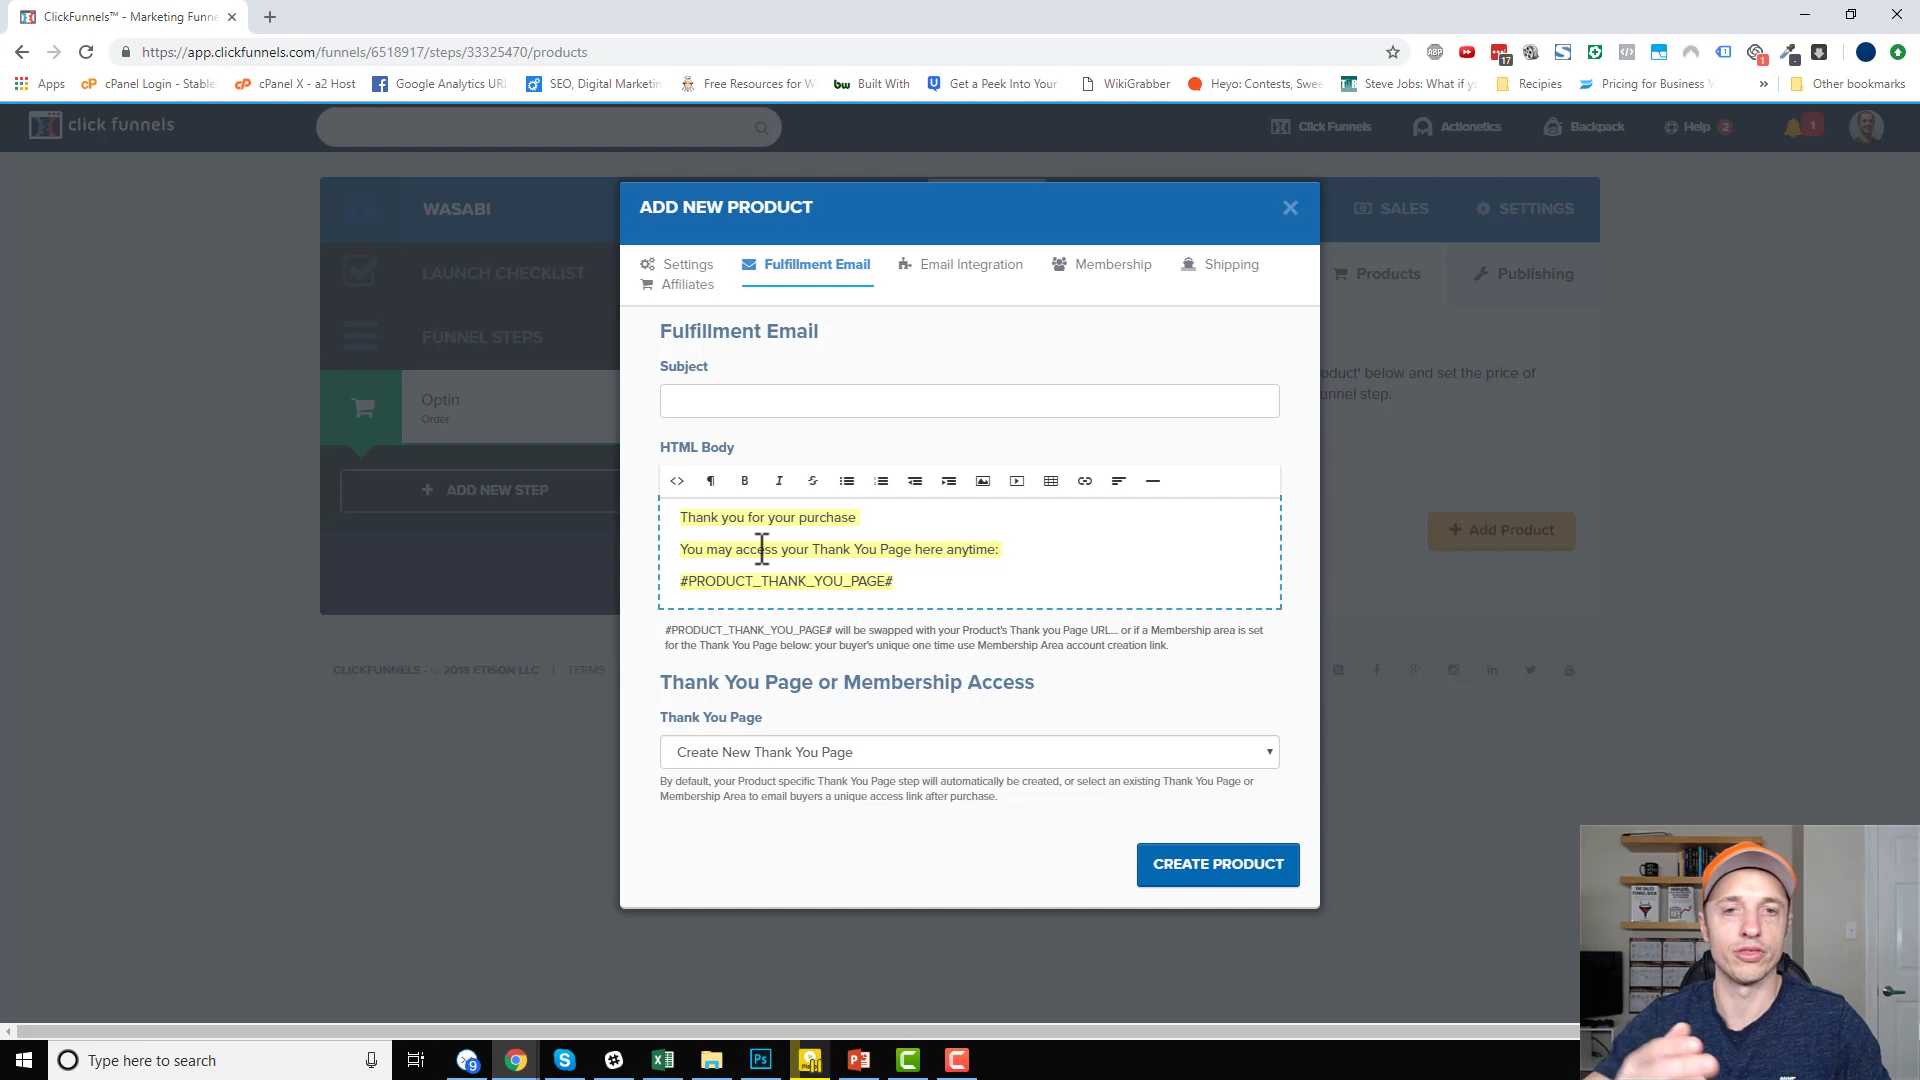 ClickFunnels™ - Marketing Funne
https://app.clickfunnels.com/funnels/6518917/steps/33325470/products
ABP
17
1
Apps
cPanel Login - Stable
cPanel X - a2 Host
Google Analytics URL
SEO, Digital Marketin
Free Resources for W
bw Built With
Get a Peek Into Your
WikiGrabber
Heyo: Contests, Swee
Steve Jobs: What if yo
Recipies
Pricing for Business V
»
Other bookmarks
click funnels
ClickFunnels
Actionetics
Backpack
Help 2
1
WASABI
SALES
SETTINGS
LAUNCH CHECKLIST
FUNNEL STEPS
Products
Publishing
Optin
Order
+ ADD NEW STEP
oduct' below and set the price of
unnel step.
+ Add Product
CLICKFUNNELS - © 2018 ETISON LLC | TERMS
ADD NEW PRODUCT
Settings
Fulfillment Email
Email Integration
Membership
Shipping
Affiliates
Fulfillment Email
Subject
HTML Body
Thank you for your purchase
You may access your Thank You Page here anytime:
#PRODUCT_THANK_YOU_PAGE#
#PRODUCT_THANK_YOU_PAGE# will be swapped with your Product's Thank you Page URL... or if a Membership area is set
for the Thank You Page below: your buyer's unique one time use Membership Area account creation link.
Thank You Page or Membership Access
Thank You Page
Create New Thank You Page
By default, your Product specific Thank You Page step will automatically be created, or select an existing Thank You Page or
Membership Area to email buyers a unique access link after purchase.
CREATE PRODUCT
Type here to search
9
Ps